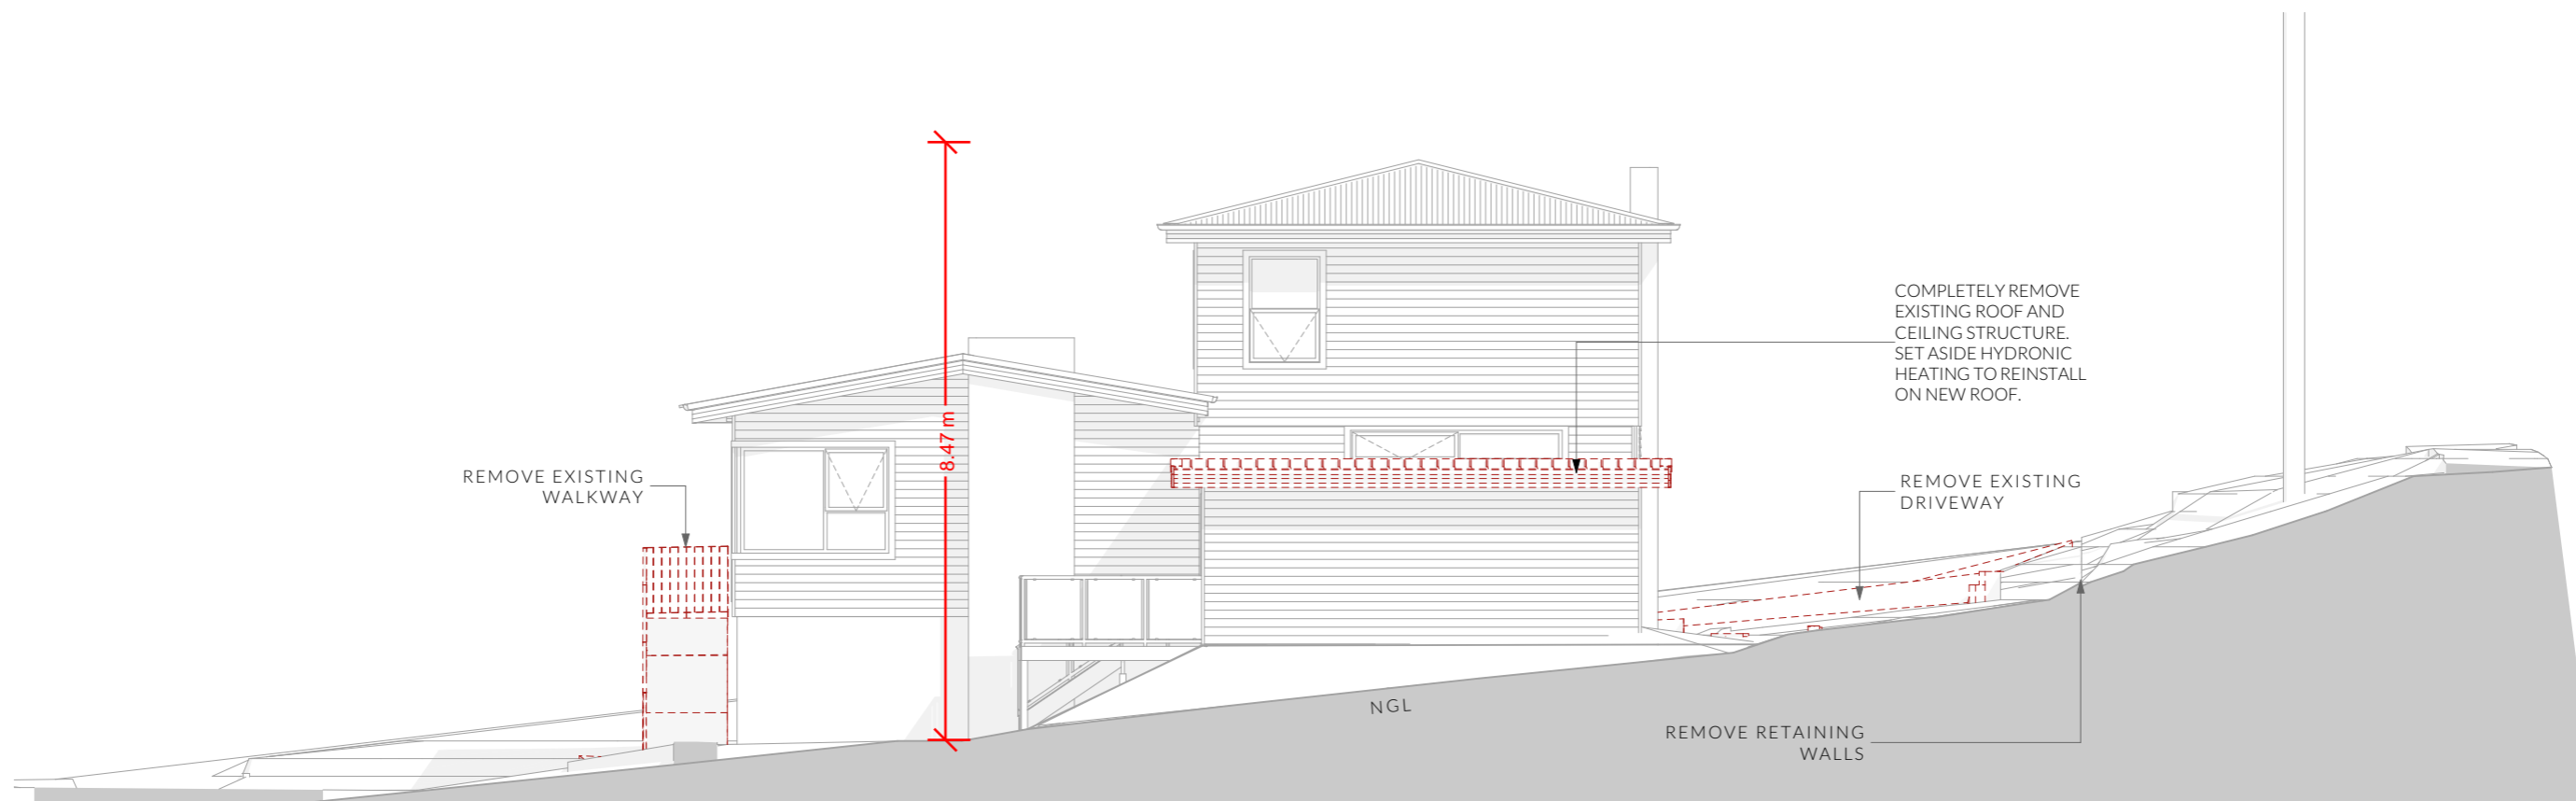 COMPLETELY REMOVE
EXISTING ROOF AND
CEILING STRUCTURE.
SET ASIDE HYDRONIC
HEATING TO REINSTALL
ON NEW ROOF.
8.47 m
REMOVE EXISTING
WALKWAY
REMOVE EXISTING
DRIVEWAY
NGL
REMOVE RETAINING
WALLS